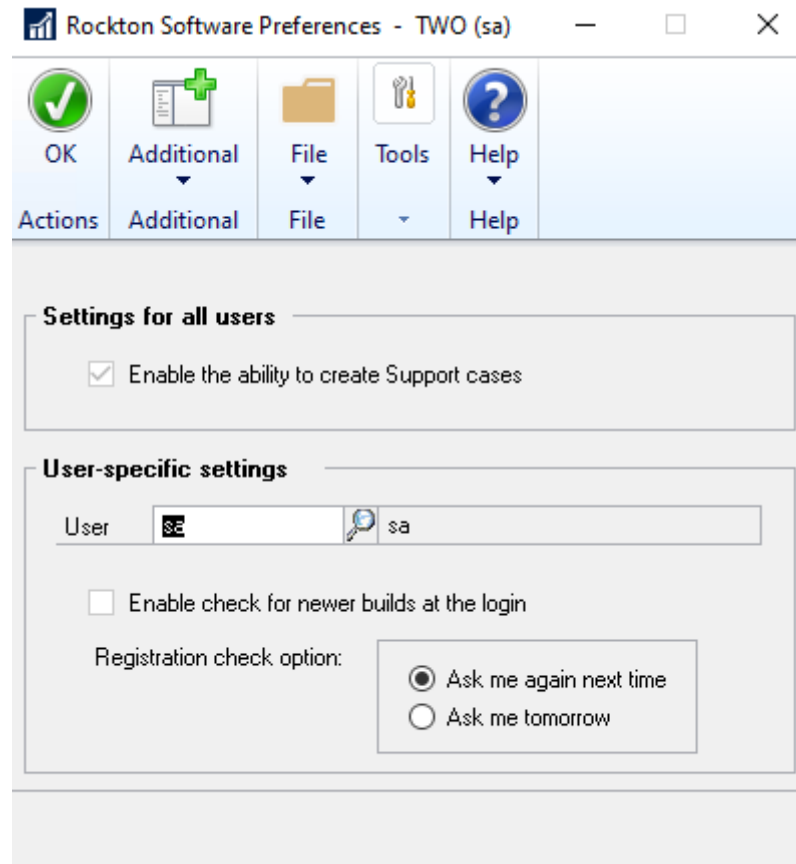 Rockton Software Preferences - TWO (sa)
OK Additional File Tools Help
Actions Additional File Help
Settings for all users
Enable the ability to create Support cases
User-specific settings
User sa sa
Enable check for newer builds at the login
Registration check option:
Ask me again next time
Ask me tomorrow